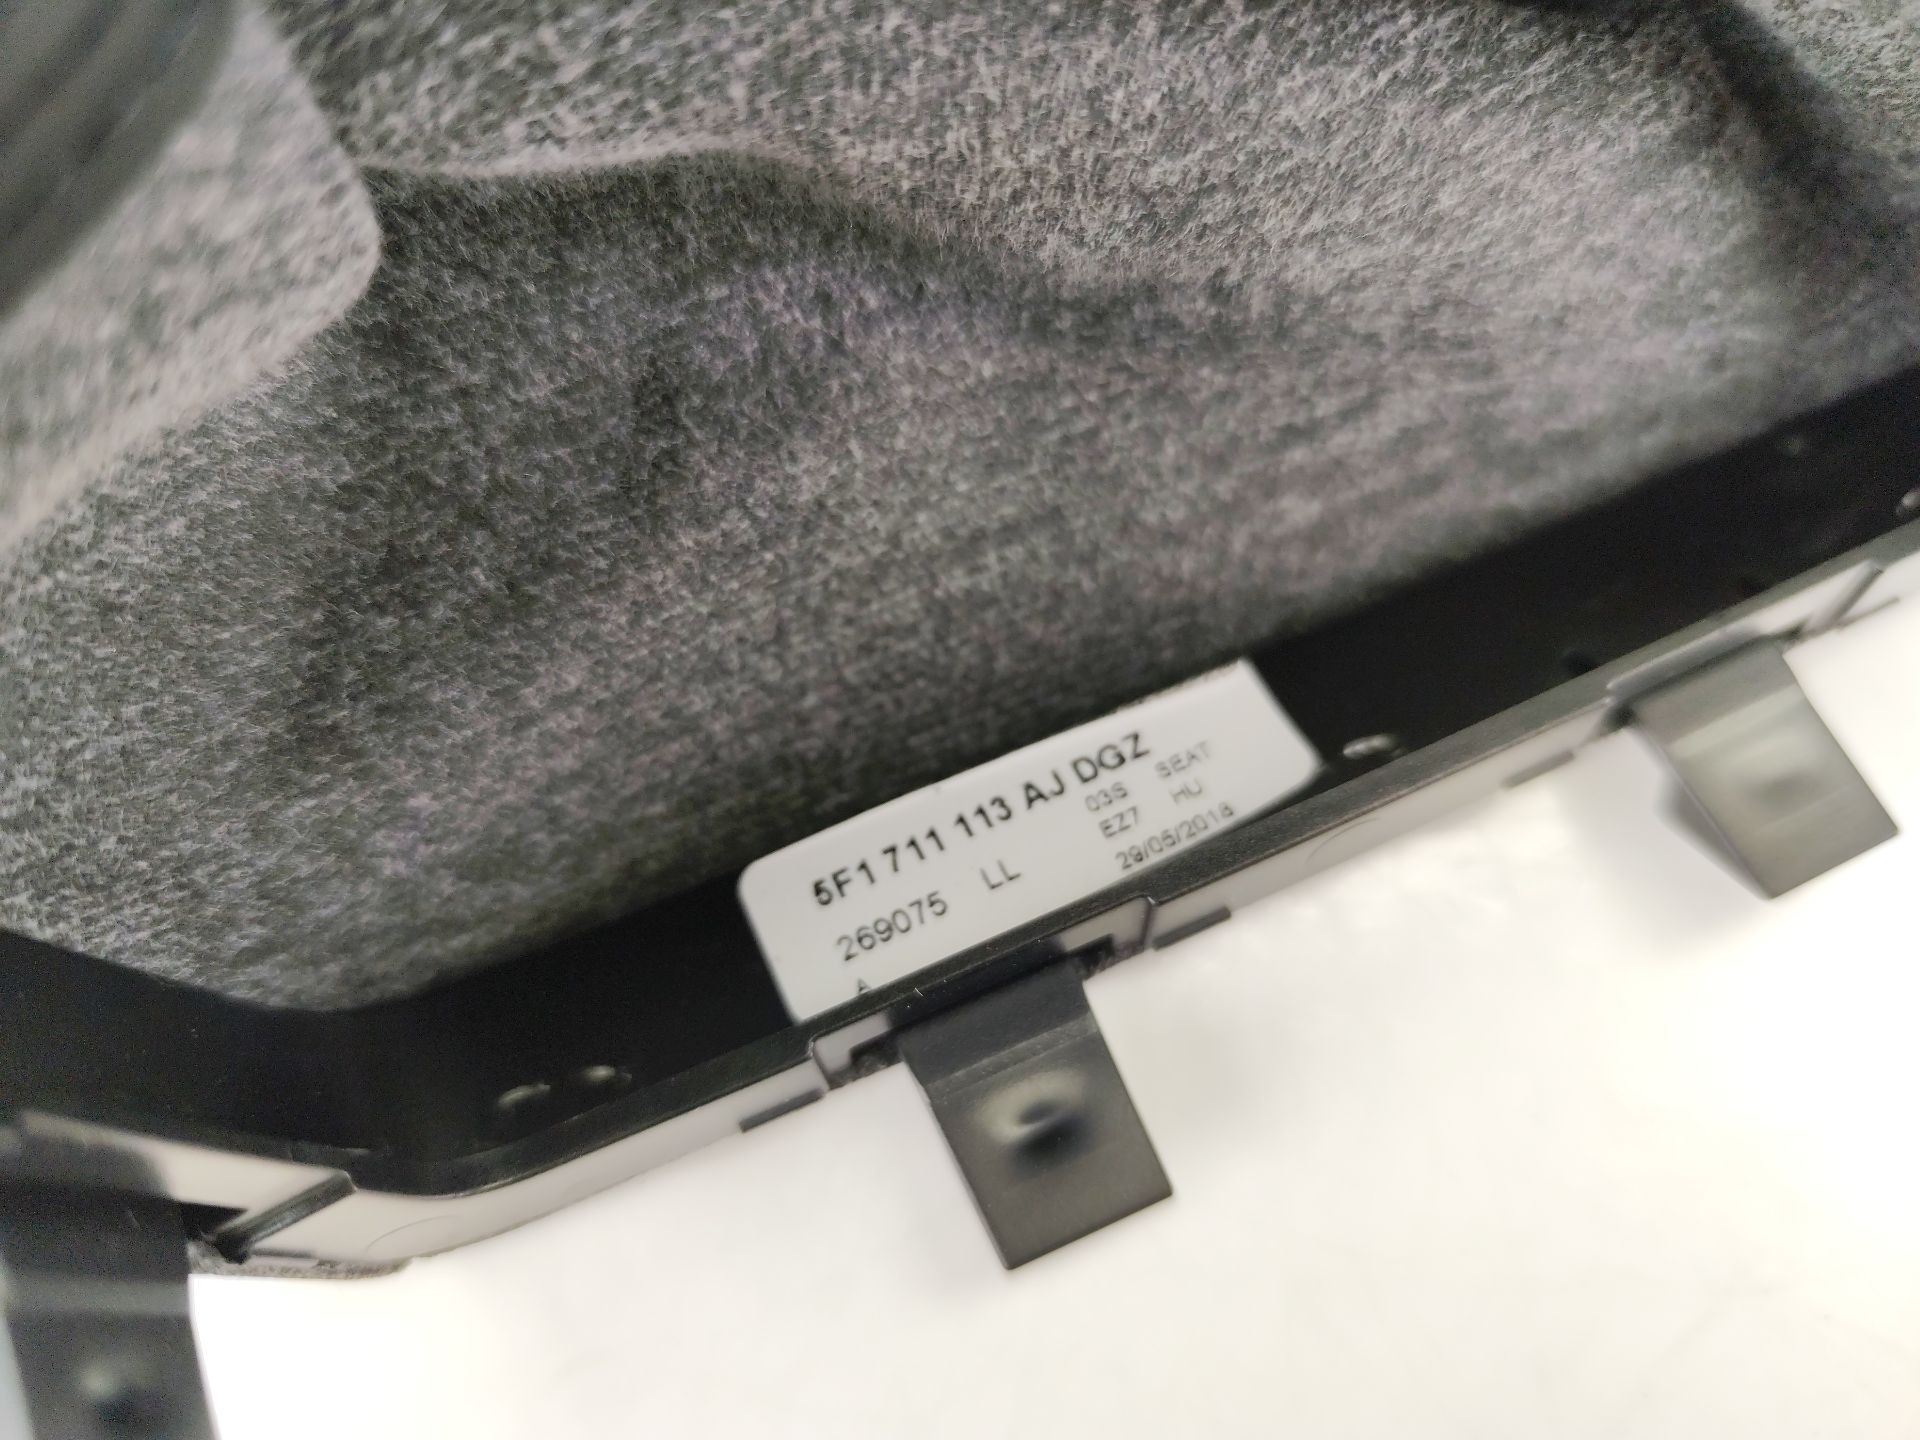 5F1 711 113 AJ DGZ
03S SEAT
269075 LL EZ7 HU
A 29/05/2018